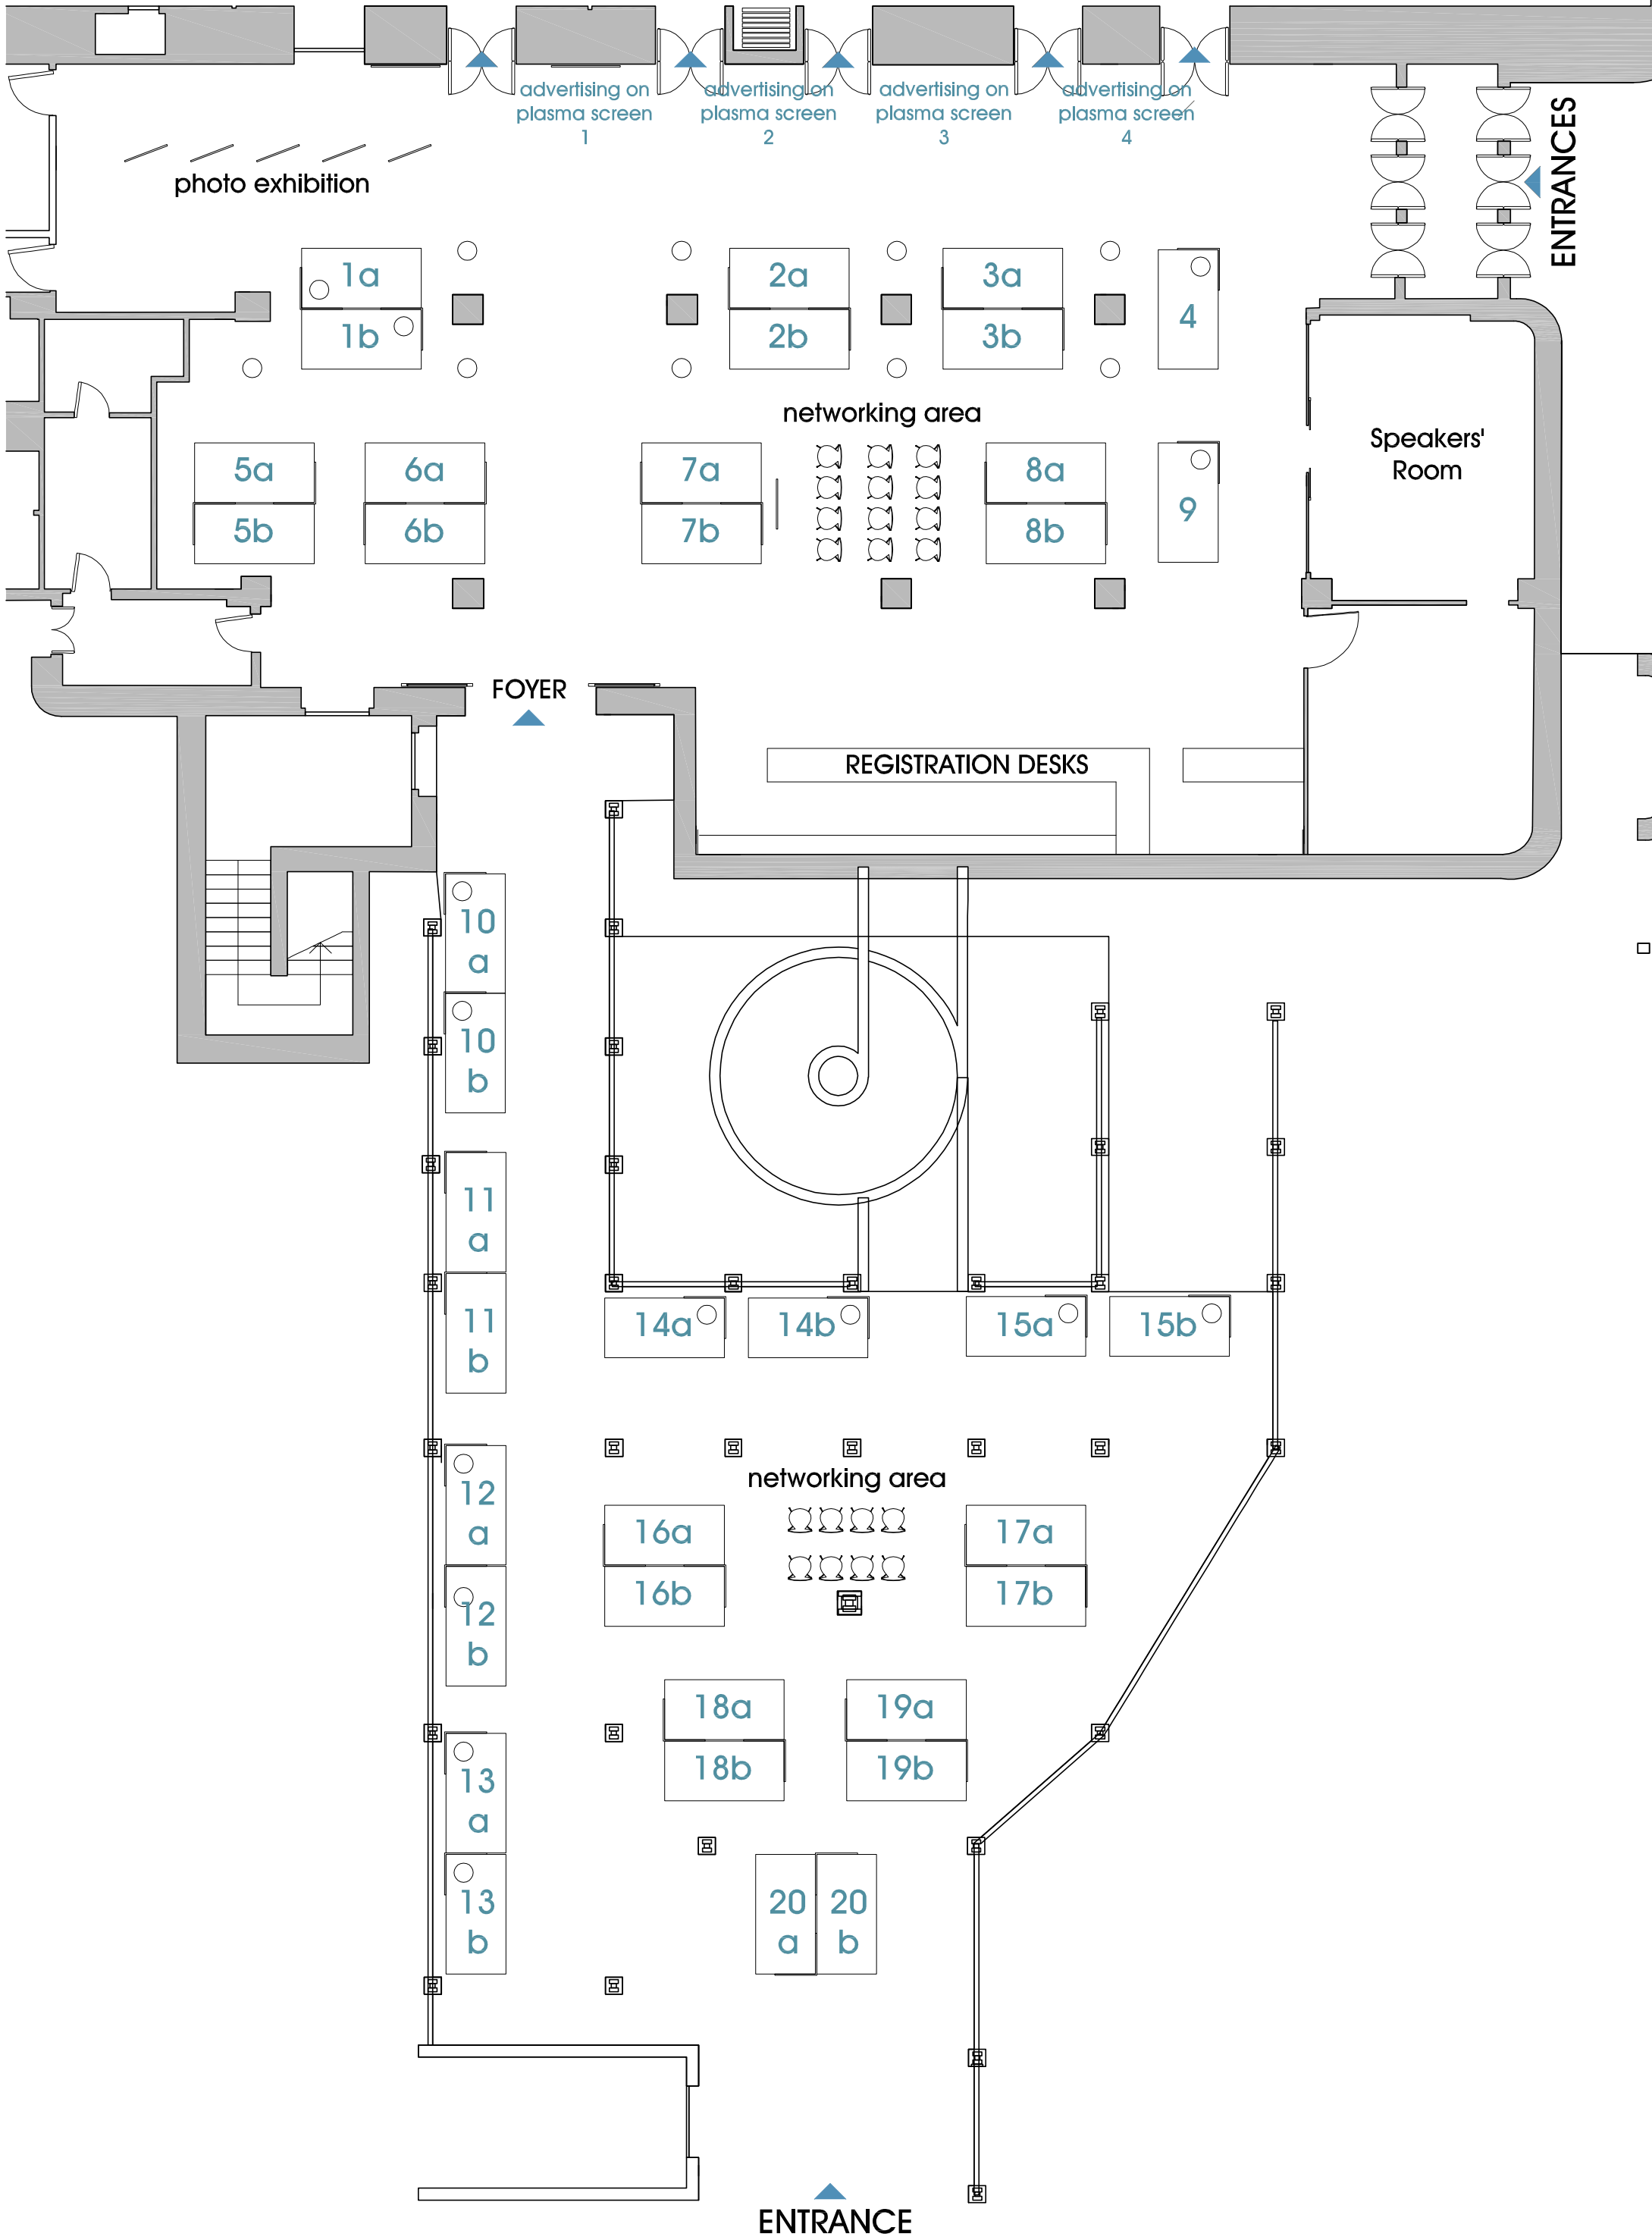 advertising on
plasma screen
1
advertising on
plasma screen
2
advertising on
plasma screen
3
advertising on
plasma screen
4
ENTRANCES
photo exhibition
1a
1b
2a
2b
3a
3b
4
networking area
Speakers'
Room
5a
5b
6a
6b
7a
7b
8a
8b
9
FOYER
REGISTRATION DESKS
10
a
10
b
11
a
11
b
14a
14b
15a
15b
networking area
12
a
12
b
16a
16b
17a
17b
18a
18b
19a
19b
13
a
13
b
20
a
20
b
ENTRANCE